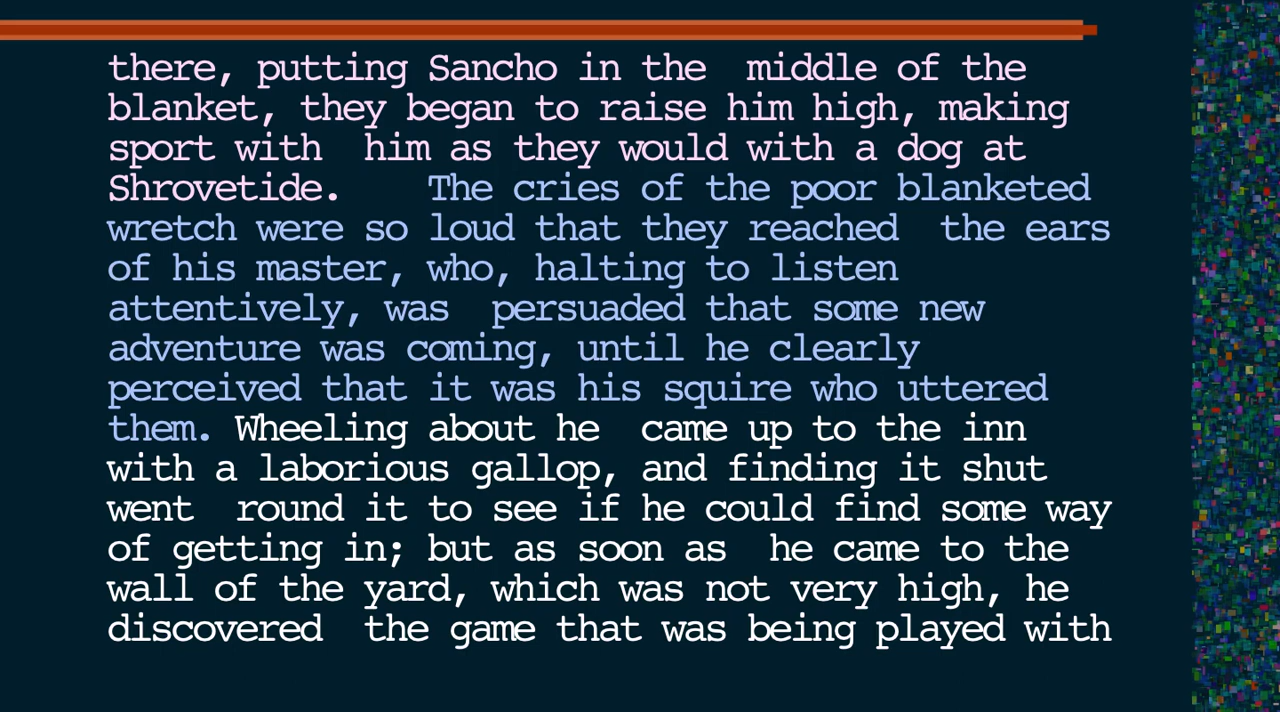 there, putting Sancho in the  middle of the
blanket, they began to raise him high, making
sport with  him as they would with a dog at
Shrovetide.    The cries of the poor blanketed
wretch were so loud that they reached  the ears
of his master, who, halting to listen
attentively, was  persuaded that some new
adventure was coming, until he clearly
perceived that it was his squire who uttered
them. Wheeling about he  came up to the inn
with a laborious gallop, and finding it shut
went  round it to see if he could find some way
of getting in; but as soon as  he came to the
wall of the yard, which was not very high, he
discovered  the game that was being played with